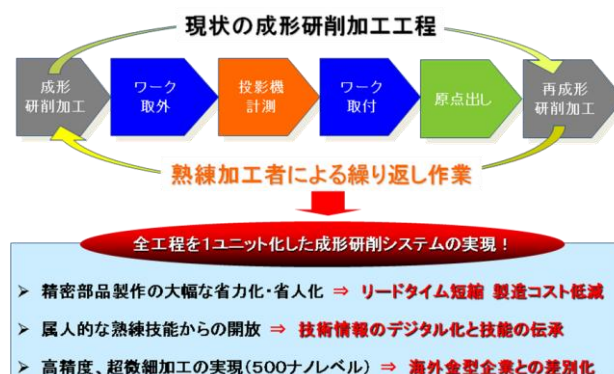 現状の成形研削加工工程
成形
研削加工
ワーク
取外
投影機
計測
ワーク
取付
原点出し
再成形
研削加工
熟練加工者による繰り返し作業
全工程を1ユニット化した成形研削システムの実現!
➢ 精密部品製作の大幅な省力化・省人化 ⇒ リードタイム短縮 製造コスト低減
➢ 属人的な熟練技能からの開放 ⇒ 技術情報のデジタル化と技能の伝承
➢ 高精度、超微細加工の実現(500ナノレベル) ⇒ 海外金型企業との差別化